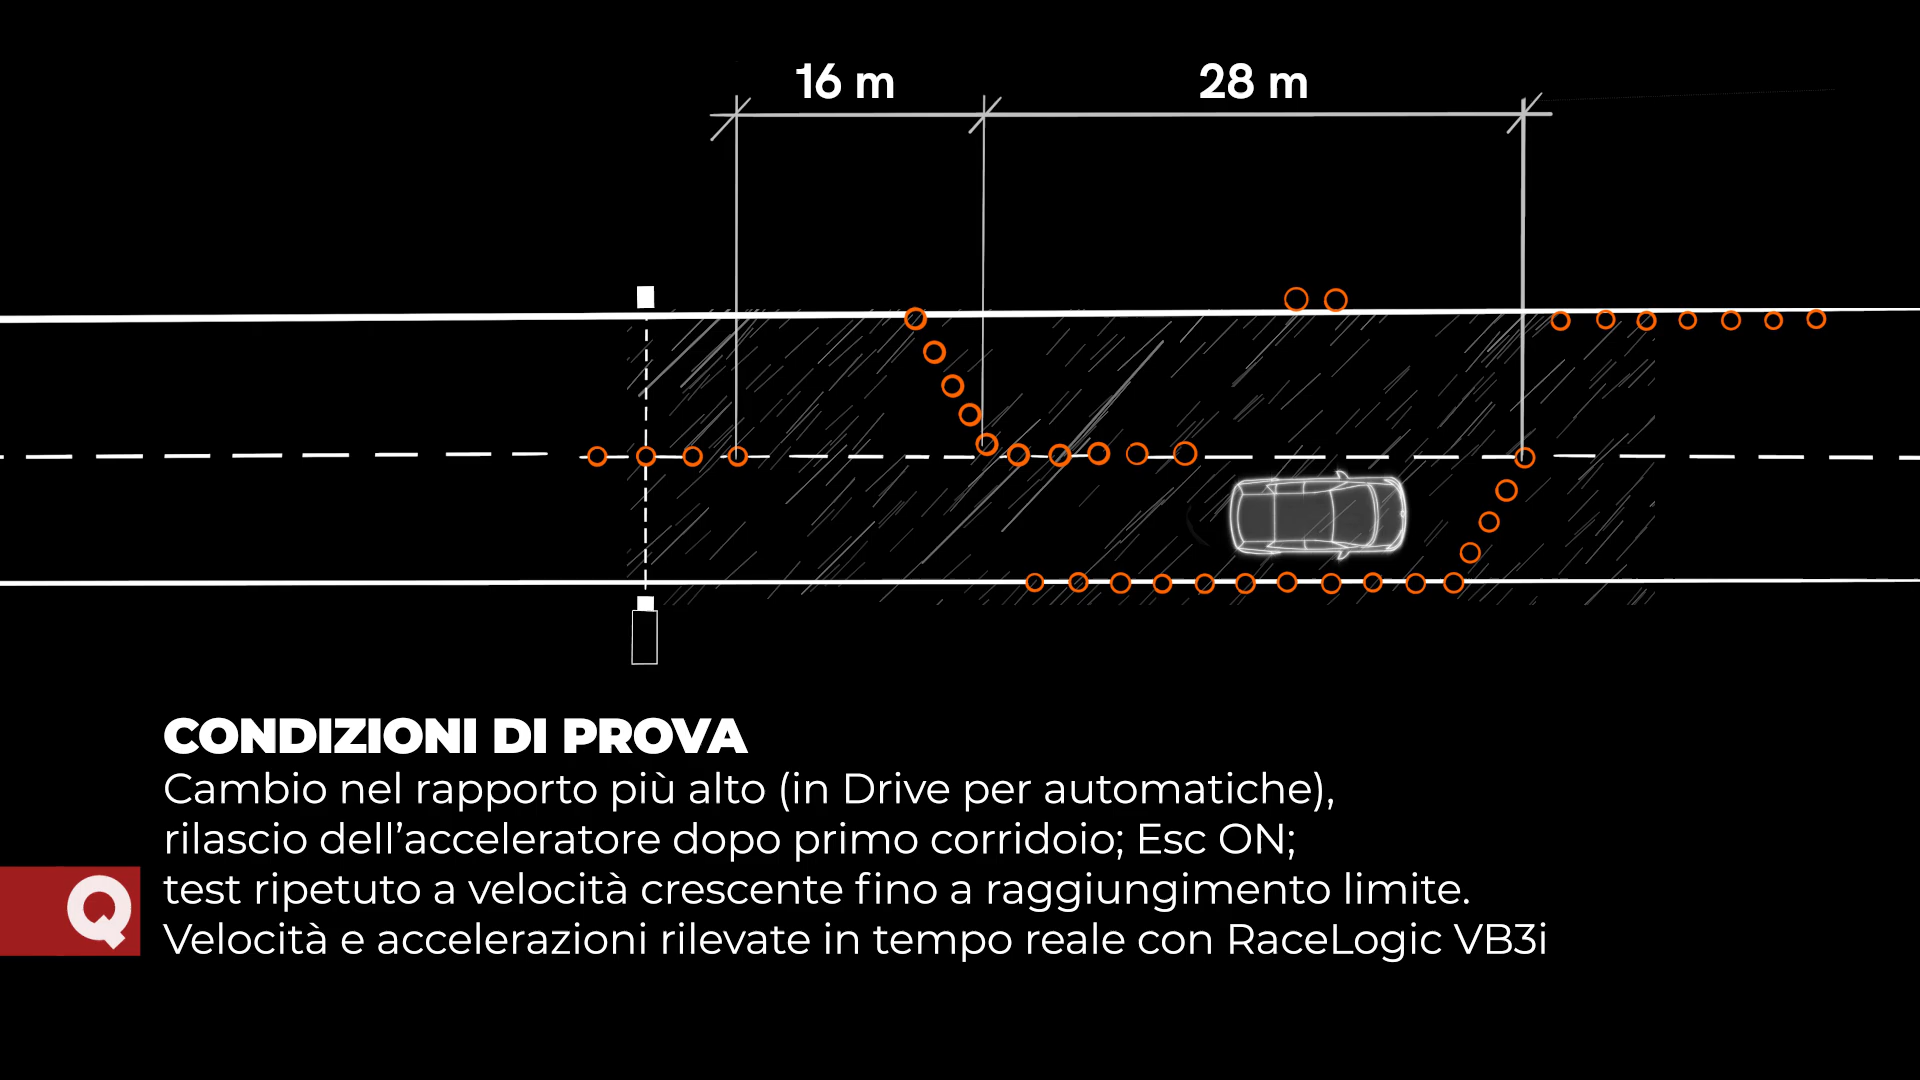 16 m
28 m
CONDIZIONI DI PROVA
Cambio nel rapporto più alto (in Drive per automatiche),
rilascio dell’acceleratore dopo primo corridoio; Esc ON;
test ripetuto a velocità crescente fino a raggiungimento limite.
Velocità e accelerazioni rilevate in tempo reale con RaceLogic VB3i
Q